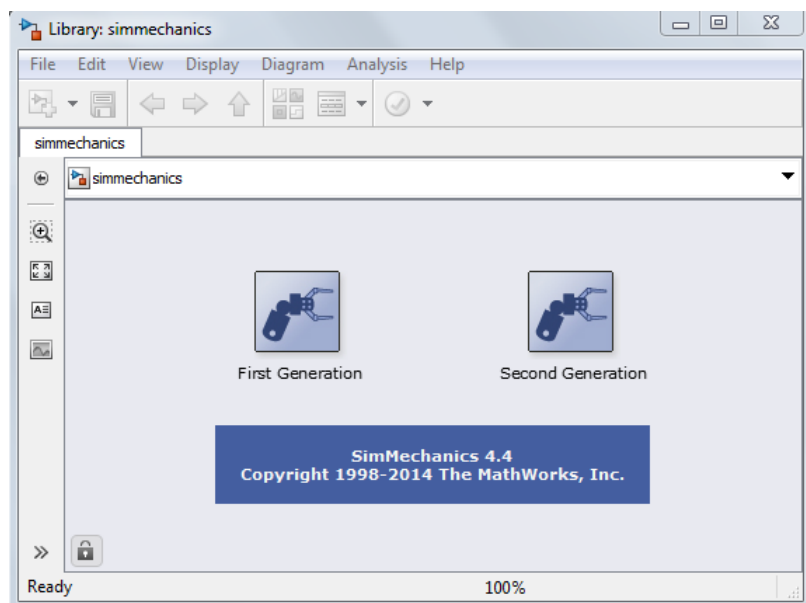 Library: simmechanics
File Edit View Display Diagram Analysis Help
simmechanics
simmechanics
First Generation Second Generation
SimMechanics 4.4
Copyright 1998-2014 The MathWorks, Inc.
Ready 100%